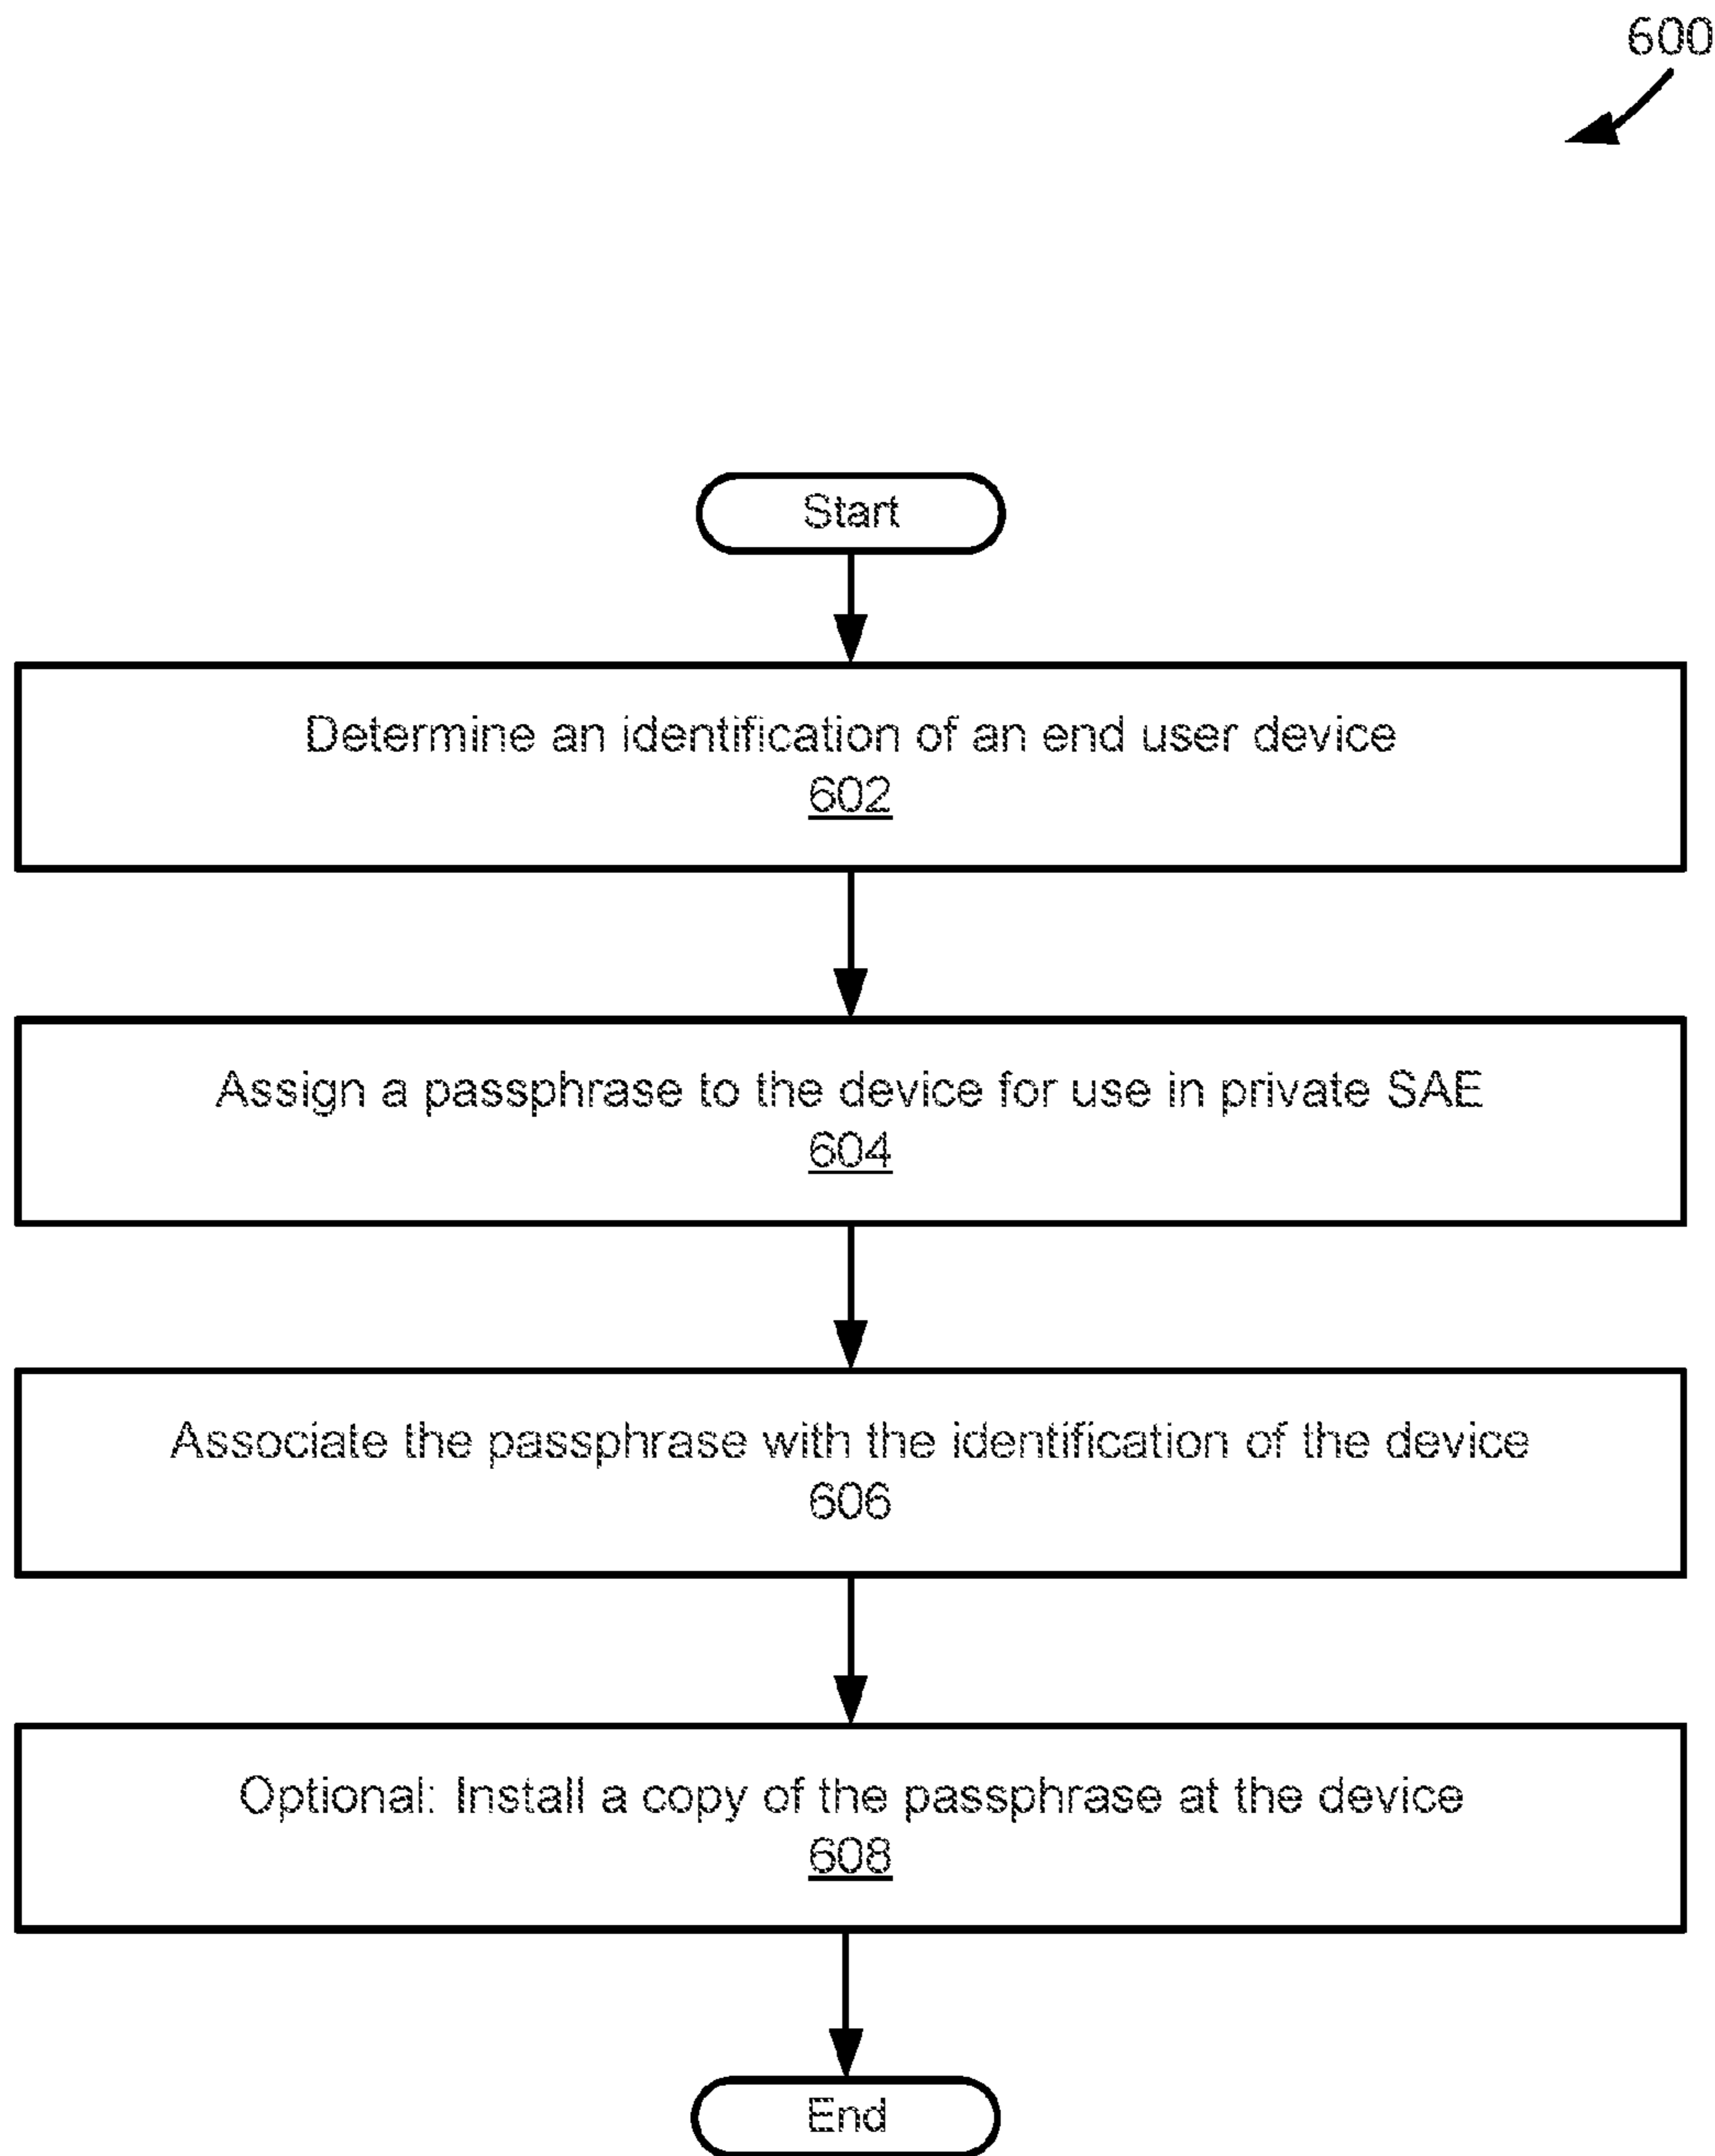 600
Start
Determine an identification of an end user device
602
Assign a passphrase to the device for use in private SAE
604
Associate the passphrase with the identification of the device
606
Optional: Install a copy of the passphrase at the device
608
End